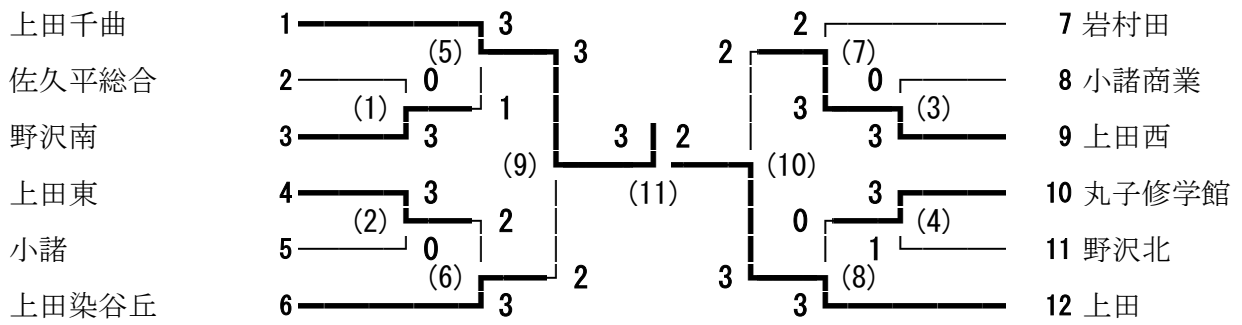 上田千曲 1 3 2 7 岩村田
(5) 3 2 (7)
佐久平総合 2 0 0 8 小諸商業
(1) 1 3 (3)
野沢南 3 3 3 2 3 9 上田西
(9) (11) (10)
上田東 4 3 3 10 丸子修学館
(2) 2 0 (4)
小諸 5 0 1 11 野沢北
(6) 2 3 (8)
上田染谷丘 6 3 3 12 上田